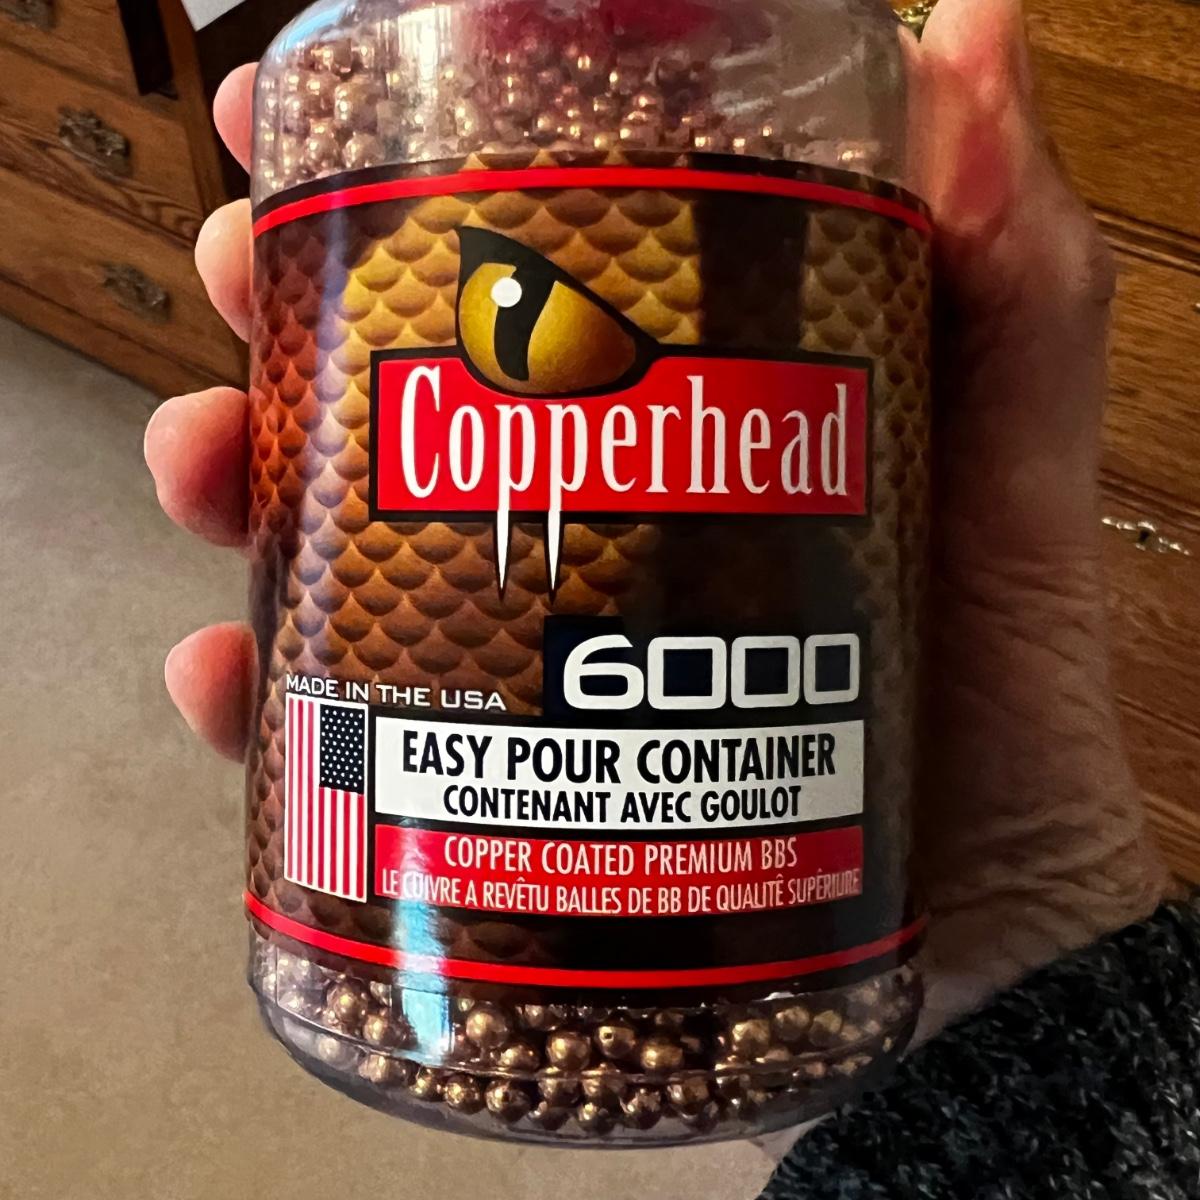 Copperhead
6000
MADE IN THE USA
EASY POUR CONTAINER
CONTENANT AVEC GOULOT
COPPER COATED PREMIUM BBS
LE CUIVRE A REVÊTU BALLES DE BB DE QUALITÊ SUPÊRIURE